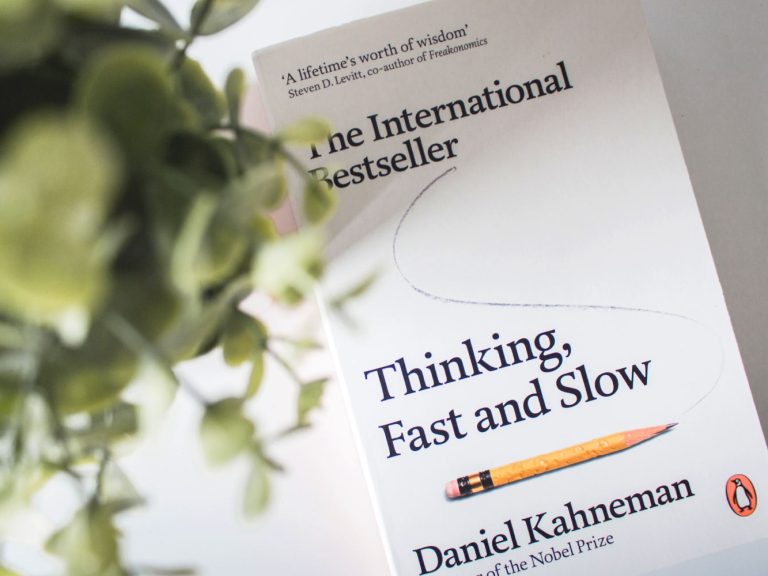 ‘A lifetime’s worth of wisdom’
Steven D. Levitt, co-author of Freakonomics
The International
Bestseller
Thinking,
Fast and Slow
Daniel Kahneman
of the Nobel Prize